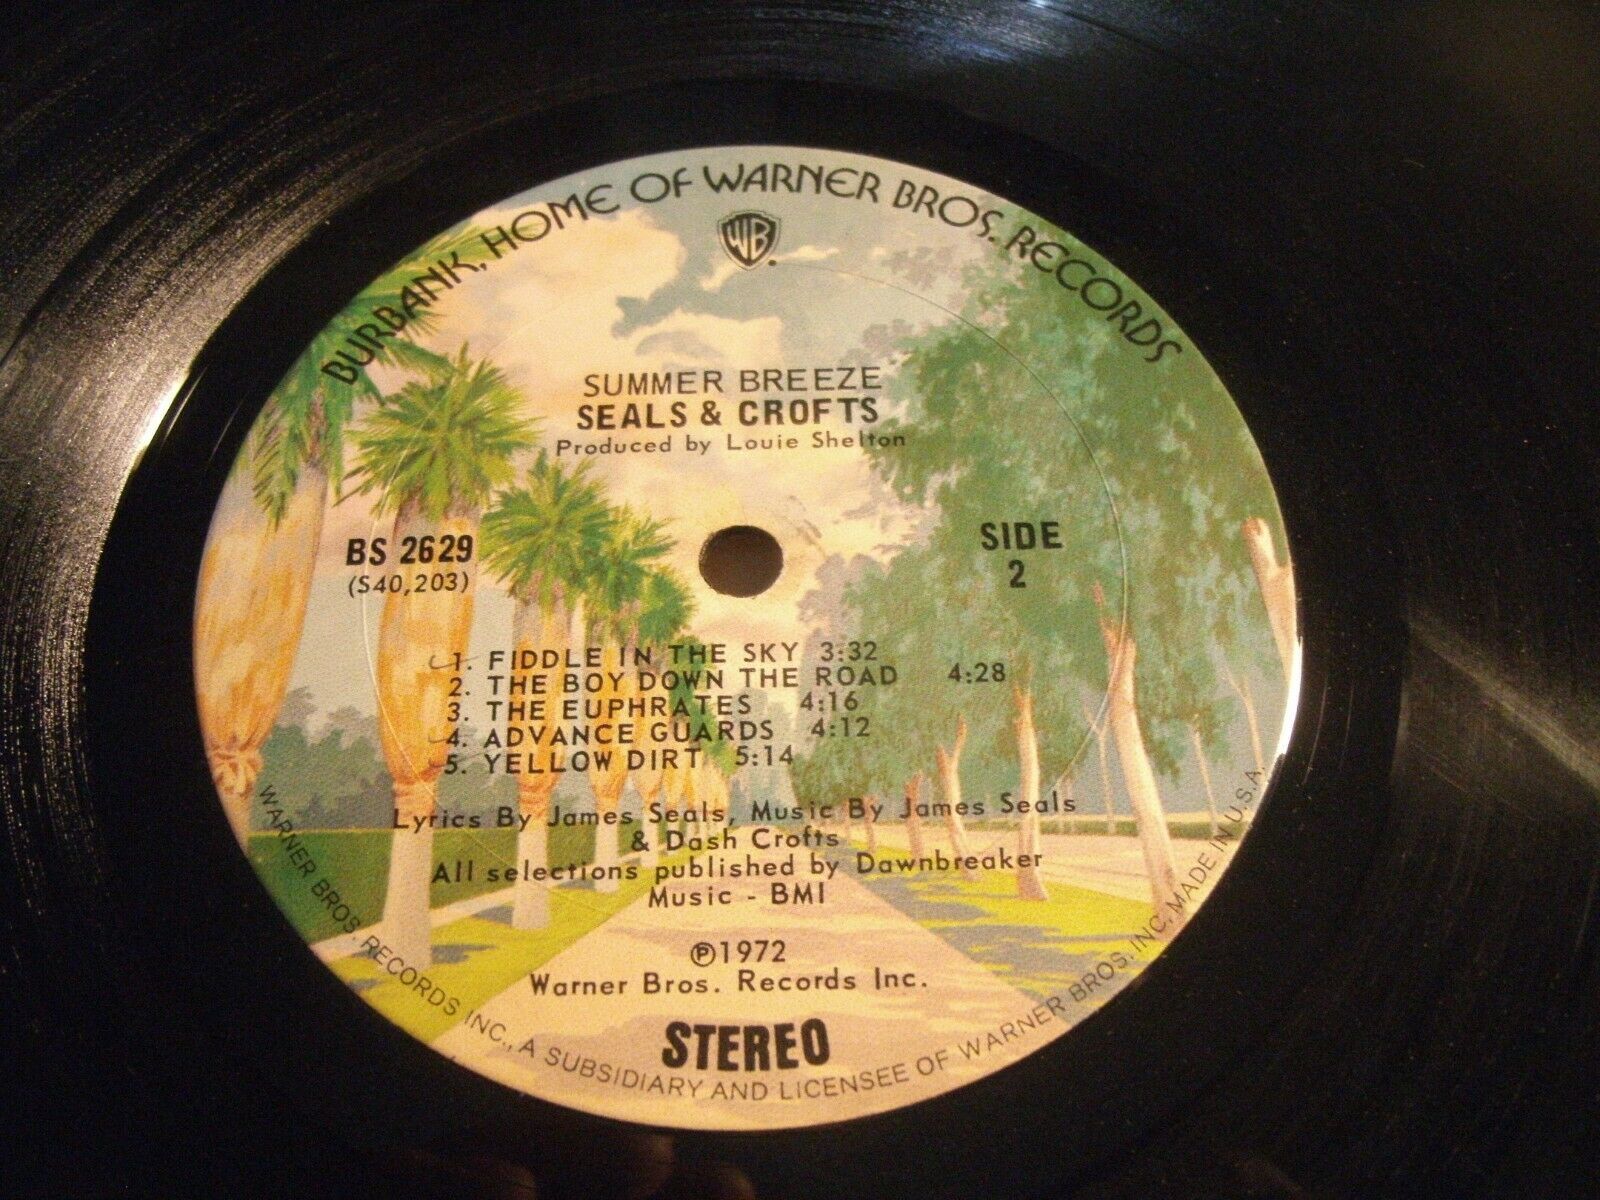 BURBANK, HOME OF WARNER BROS. RECORDS
WB
SUMMER BREEZE
SEALS & CROFTS
Produced by Louie Shelton
BS 2629
(S40,203)
SIDE
2
1. FIDDLE IN THE SKY 3:32
2. THE BOY DOWN THE ROAD 4:28
3. THE EUPHRATES 4:16
4. ADVANCE GUARDS 4:12
5. YELLOW DIRT 5:14
Lyrics By James Seals, Music By James Seals
& Dash Crofts
All selections published by Dawnbreaker
Music - BMI
℗1972
Warner Bros. Records Inc.
STEREO
WARNER BROS. RECORDS INC., A SUBSIDIARY AND LICENSEE OF WARNER BROS. INC. MADE IN U.S.A.